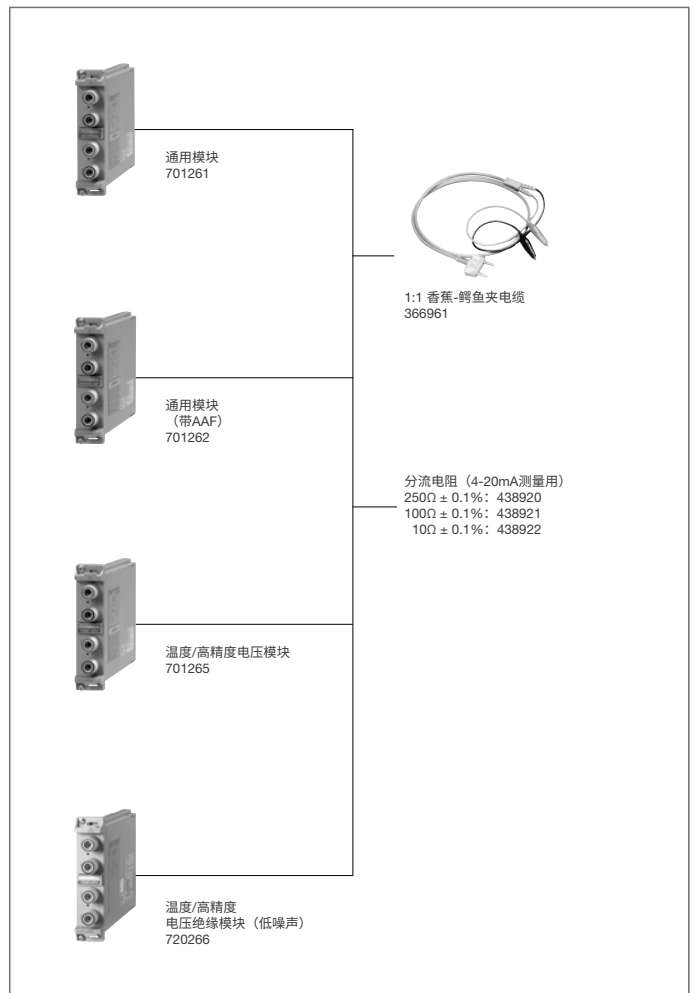 通用模块
701261
1:1 香蕉-鳄鱼夹电缆
366961
通用模块
（带AAF）
701262
分流电阻（4-20mA测量用）
250Ω ± 0.1%：438920
100Ω ± 0.1%：438921
10Ω ± 0.1%：438922
温度/高精度电压模块
701265
温度/高精度
电压绝缘模块（低噪声）
720266